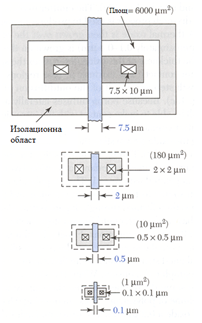 (Площ= 6000 µm²)
7.5 × 10 µm
Изолационна
област
7.5 µm
(180 µm²)
2 × 2 µm
2 µm
(10 µm²)
0.5 × 0.5 µm
0.5 µm
(1 µm²)
0.1 × 0.1 µm
0.1 µm